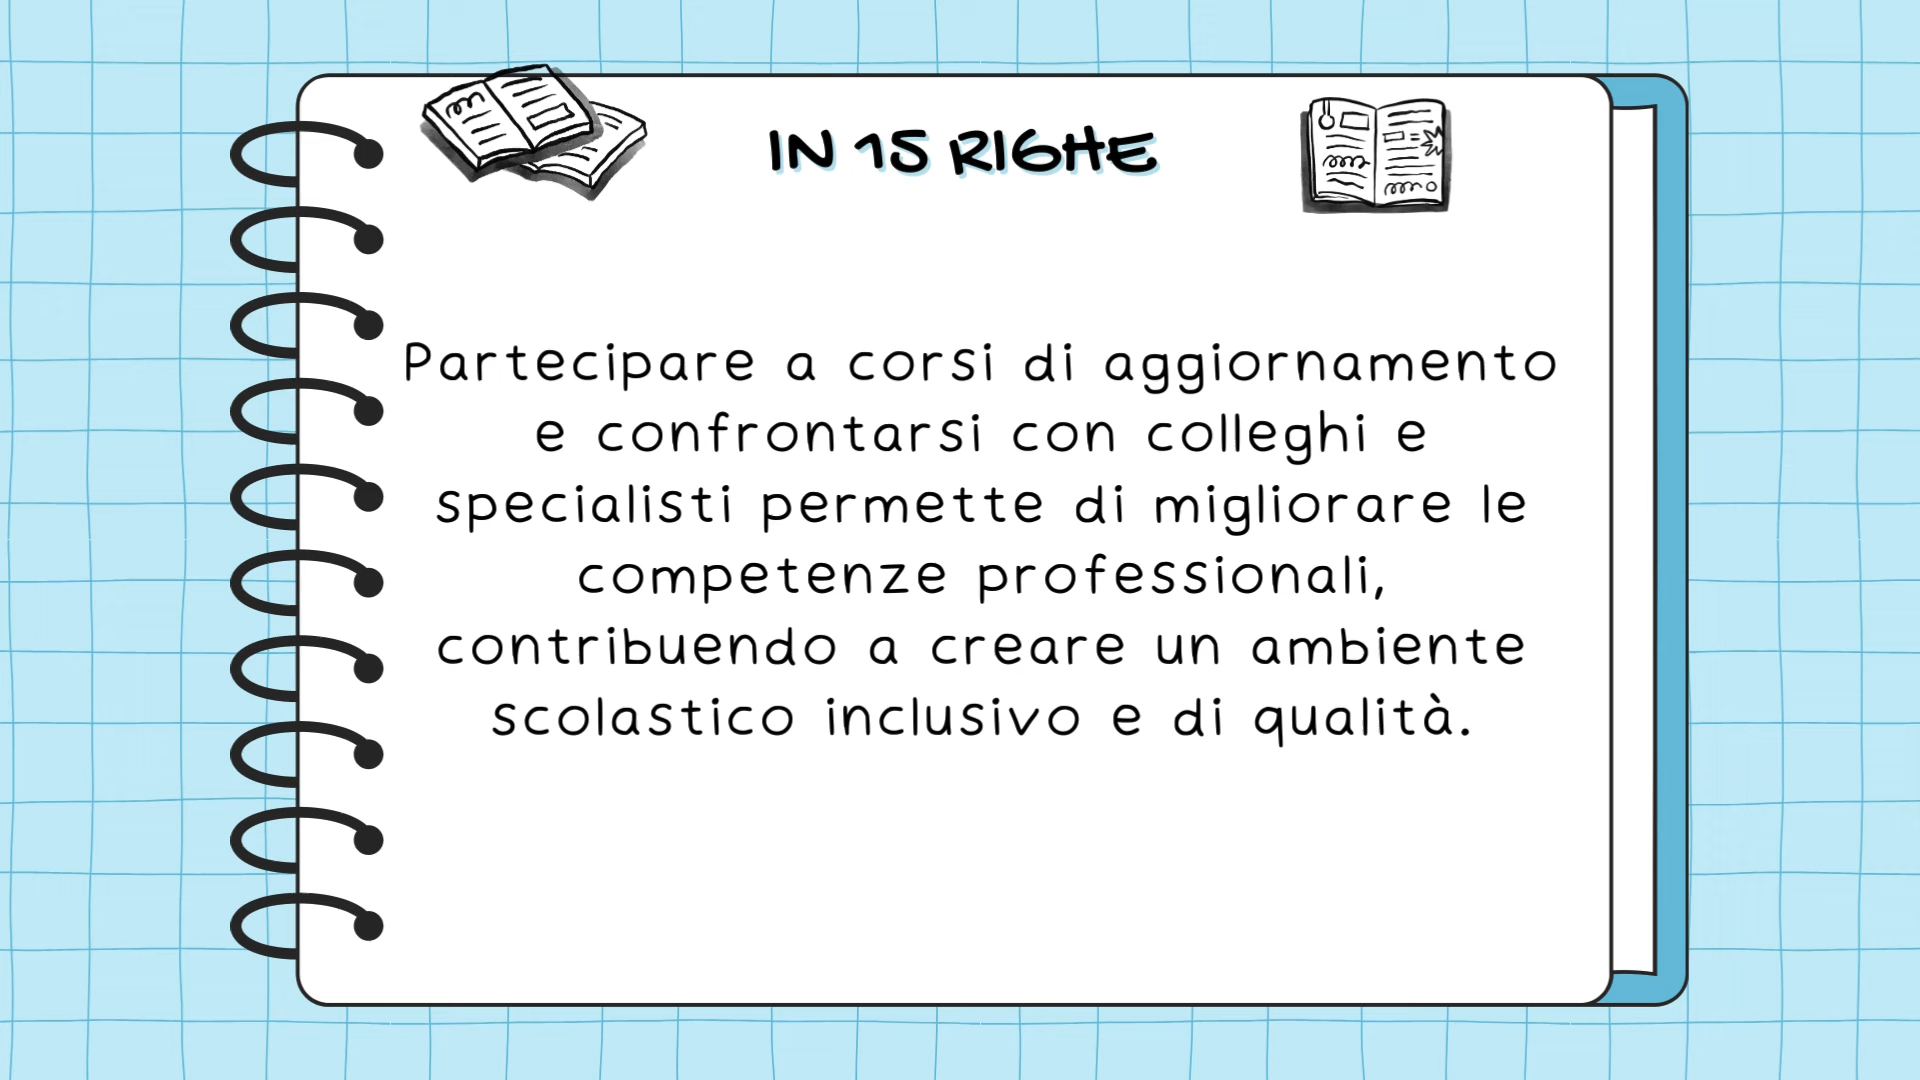 IN 15 RIGHE
Partecipare a corsi di aggiornamento
e confrontarsi con colleghi e
specialisti permette di migliorare le
competenze professionali,
contribuendo a creare un ambiente
scolastico inclusivo e di qualità.